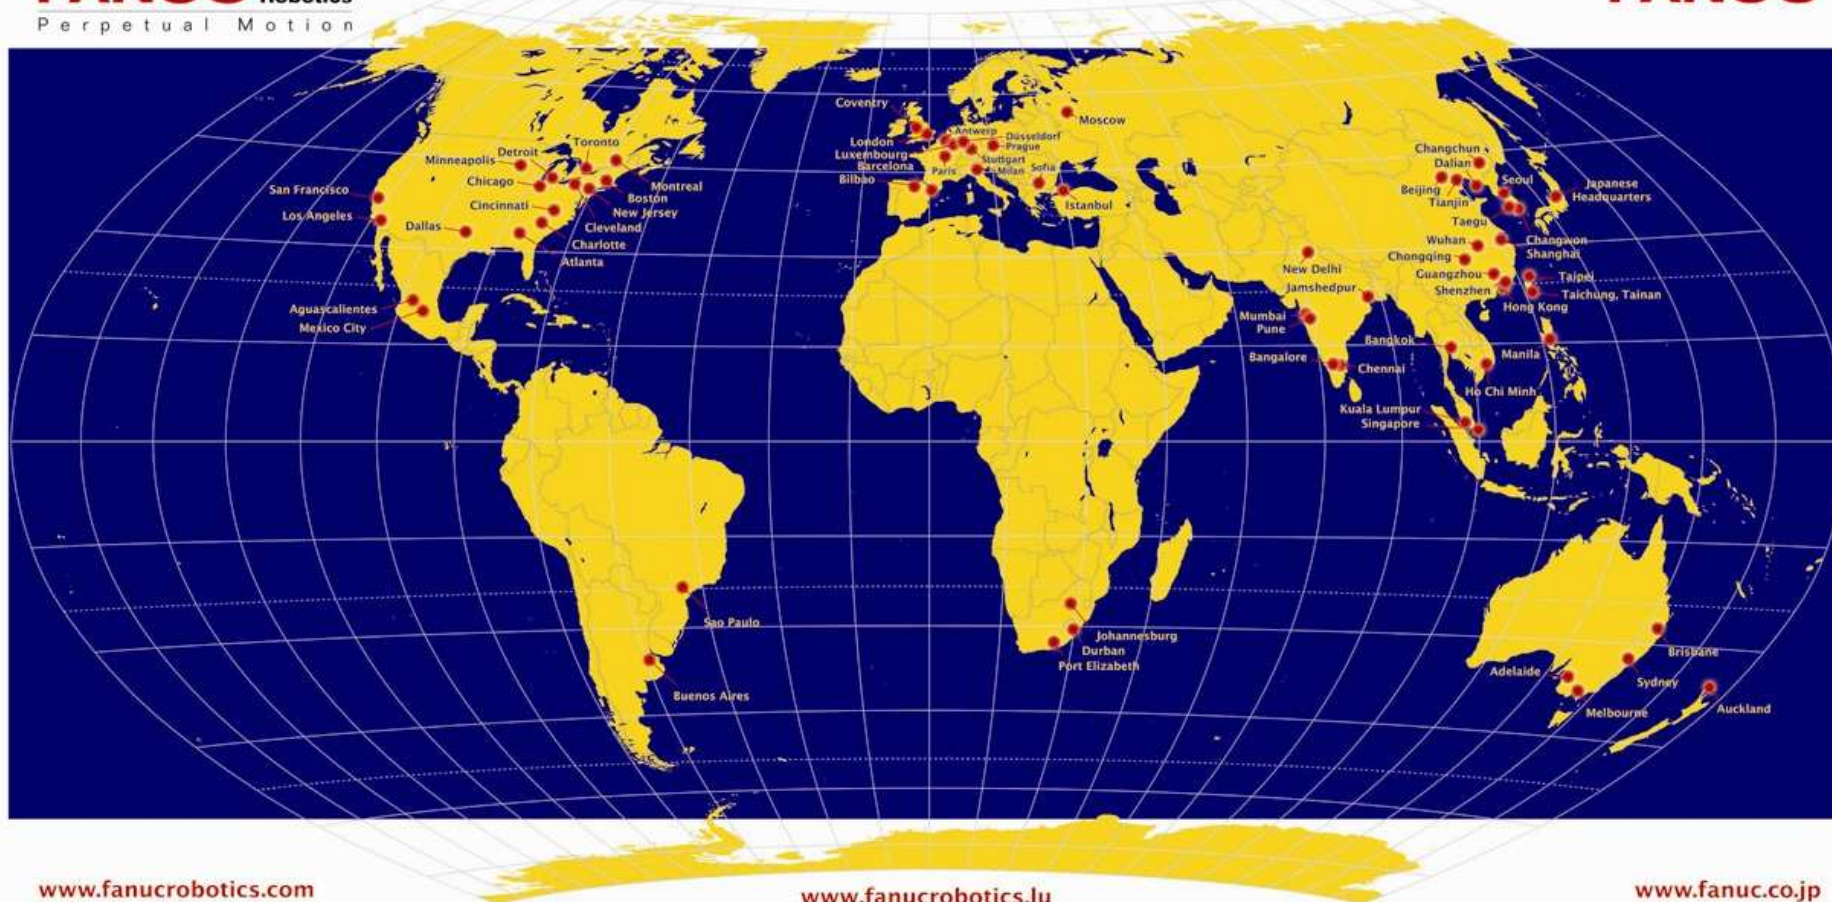 FANUC Robotics
Perpetual Motion
FANUC
Coventry
London
Luxembourg
Barcelona
Bilbao
Antwerp
Düsseldorf
Prague
Stuttgart
Milan
Paris
Sofia
Istanbul
Moscow
Toronto
Detroit
Minneapolis
Chicago
Cincinnati
San Francisco
Los Angeles
Dallas
Montreal
Boston
New Jersey
Cleveland
Charlotte
Atlanta
Aguascalientes
Mexico City
Sao Paulo
Buenos Aires
Johannesburg
Durban
Port Elizabeth
New Delhi
Jamshedpur
Mumbai
Pune
Bangalore
Chennai
Changchun
Dalian
Beijing
Tianjin
Seoul
Taegu
Japanese
Headquarters
Changwon
Shanghai
Wuhan
Chongqing
Guangzhou
Shenzhen
Hong Kong
Taipei
Taichung, Tainan
Bangkok
Manila
Ho Chi Minh
Kuala Lumpur
Singapore
Adelaide
Melbourne
Sydney
Brisbane
Auckland
www.fanucrobotics.com
www.fanucrobotics.lu
www.fanuc.co.jp